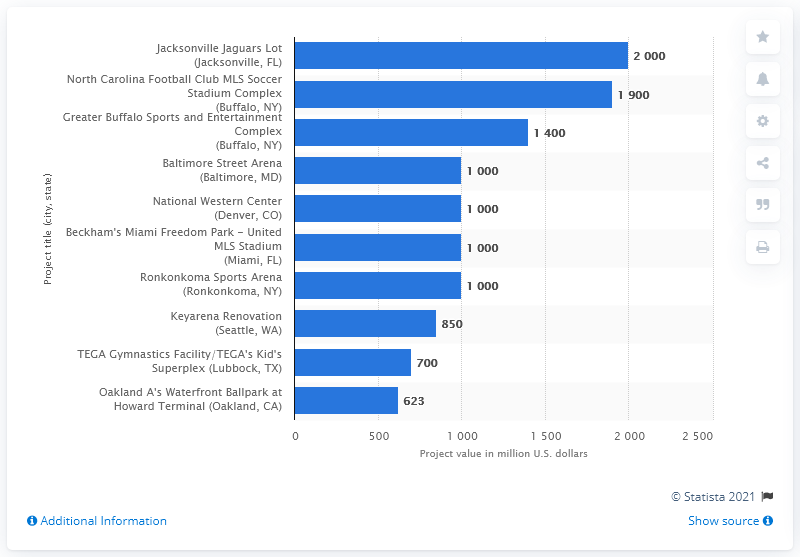 Project title (city, state)
Jacksonville Jaguars Lot
(Jacksonville, FL)
2 000
North Carolina Football Club MLS Soccer
Stadium Complex
(Buffalo, NY)
1 900
Greater Buffalo Sports and Entertainment
Complex
(Buffalo, NY)
1 400
Baltimore Street Arena
(Baltimore, MD)
1 000
National Western Center
(Denver, CO)
1 000
Beckham's Miami Freedom Park – United
MLS Stadium
(Miami, FL)
1 000
Ronkonkoma Sports Arena
(Ronkonkoma, NY)
1 000
Keyarena Renovation
(Seattle, WA)
850
TEGA Gymnastics Facility/TEGA's Kid's
Superplex (Lubbock, TX)
700
Oakland A's Waterfront Ballpark at
Howard Terminal (Oakland, CA)
623
0 500 1 000 1 500 2 000 2 500
Project value in million U.S. dollars
© Statista 2021
Additional Information
Show source